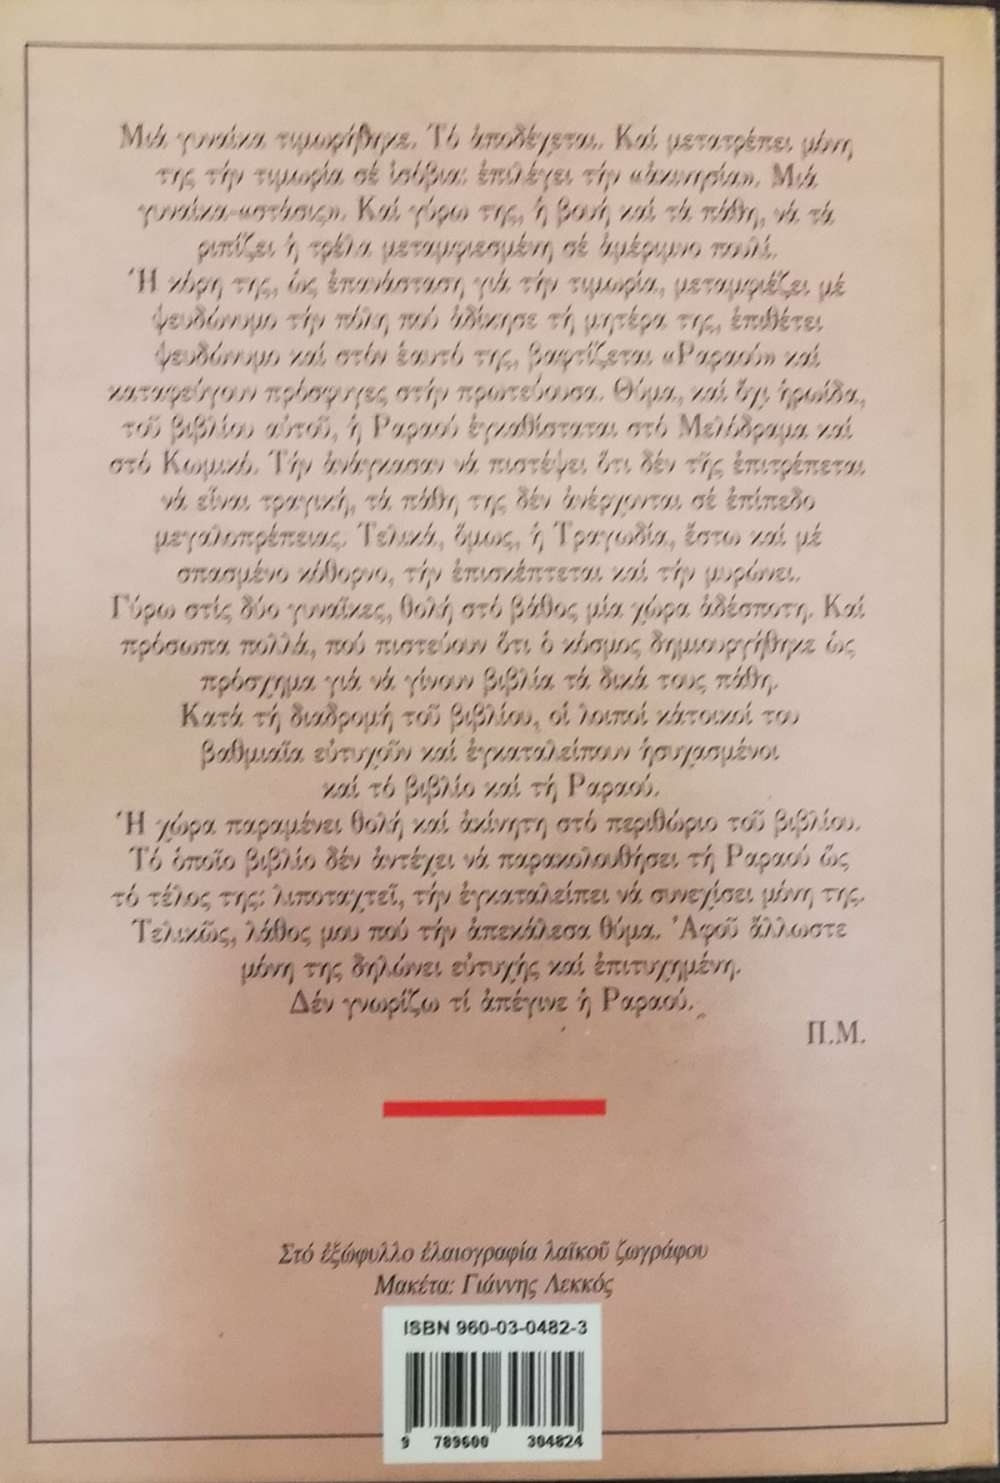 Μιά γυναίκα τιμωρήθηκε. Τό ἀποδέχεται. Καί μετατρέπει μόνη
της τήν τιμωρία σέ ἰσόβια: ἐπιλέγει τήν «ἀκινησία». Μιά
γυναίκα-«στάσις». Καί γύρω της, ἡ βουή καί τά πάθη, νά τά
ριπίζει ἡ τρέλα μεταμφιεσμένη σέ ἀμέριμνο πουλί.
Ἡ κόρη της, ὡς ἐπανάσταση γιά τήν τιμωρία, μεταμφιέζει μέ
ψευδώνυμο τήν πόλη πού ἀδίκησε τή μητέρα της, ἐπιθέτει
ψευδώνυμο καί στόν ἑαυτό της, βαφτίζεται «Ραραού» καί
καταφεύγουν πρόσφυγες στήν πρωτεύουσα. Θύμα, καί ὄχι ἡρωίδα,
τοῦ βιβλίου αὐτοῦ, ἡ Ραραού ἐγκαθίσταται στό Μελόδραμα καί
στό Κωμικό. Τήν ἀνάγκασαν νά πιστέψει ὅτι δέν τῆς ἐπιτρέπεται
νά εἶναι τραγική, τά πάθη της δέν ἀνέρχονται σέ ἐπίπεδο
μεγαλοπρέπειας. Τελικά, ὅμως, ἡ Τραγωδία, ἔστω καί μέ
σπασμένο κόθορνο, τήν ἐπισκέπτεται καί τήν μυρώνει.
Γύρω στίς δύο γυναῖκες, θολή στό βάθος μία χώρα ἀδέσποτη. Καί
πρόσωπα πολλά, πού πιστεύουν ὅτι ὁ κόσμος δημιουργήθηκε ὡς
πρόσχημα γιά νά γίνουν βιβλία τά δικά τους πάθη.
Κατά τή διαδρομή τοῦ βιβλίου, οἱ λοιποί κάτοικοί του
βαθμιαῖα εὐτυχοῦν καί ἐγκαταλείπουν ἡσυχασμένοι
καί τό βιβλίο καί τή Ραραού.
Ἡ χώρα παραμένει θολή καί ἀκίνητη στό περιθώριο τοῦ βιβλίου.
Τό ὁποῖο βιβλίο δέν ἀντέχει νά παρακολουθήσει τή Ραραού ὥς
τό τέλος της: λιποταχτεῖ, τήν ἐγκαταλείπει νά συνεχίσει μόνη της.
Τελικῶς, λάθος μου πού τήν ἀπεκάλεσα θύμα. Ἀφοῦ ἄλλωστε
μόνη της δηλώνει εὐτυχής καί ἐπιτυχημένη.
Δέν γνωρίζω τί ἀπέγινε ἡ Ραραού.
Π.Μ.
Στό ἐξώφυλλο ἐλαιογραφία λαϊκοῦ ζωγράφου
Μακέτα: Γιάννης Λεκκός
ISBN 960-03-0482-3
9 789600 304824